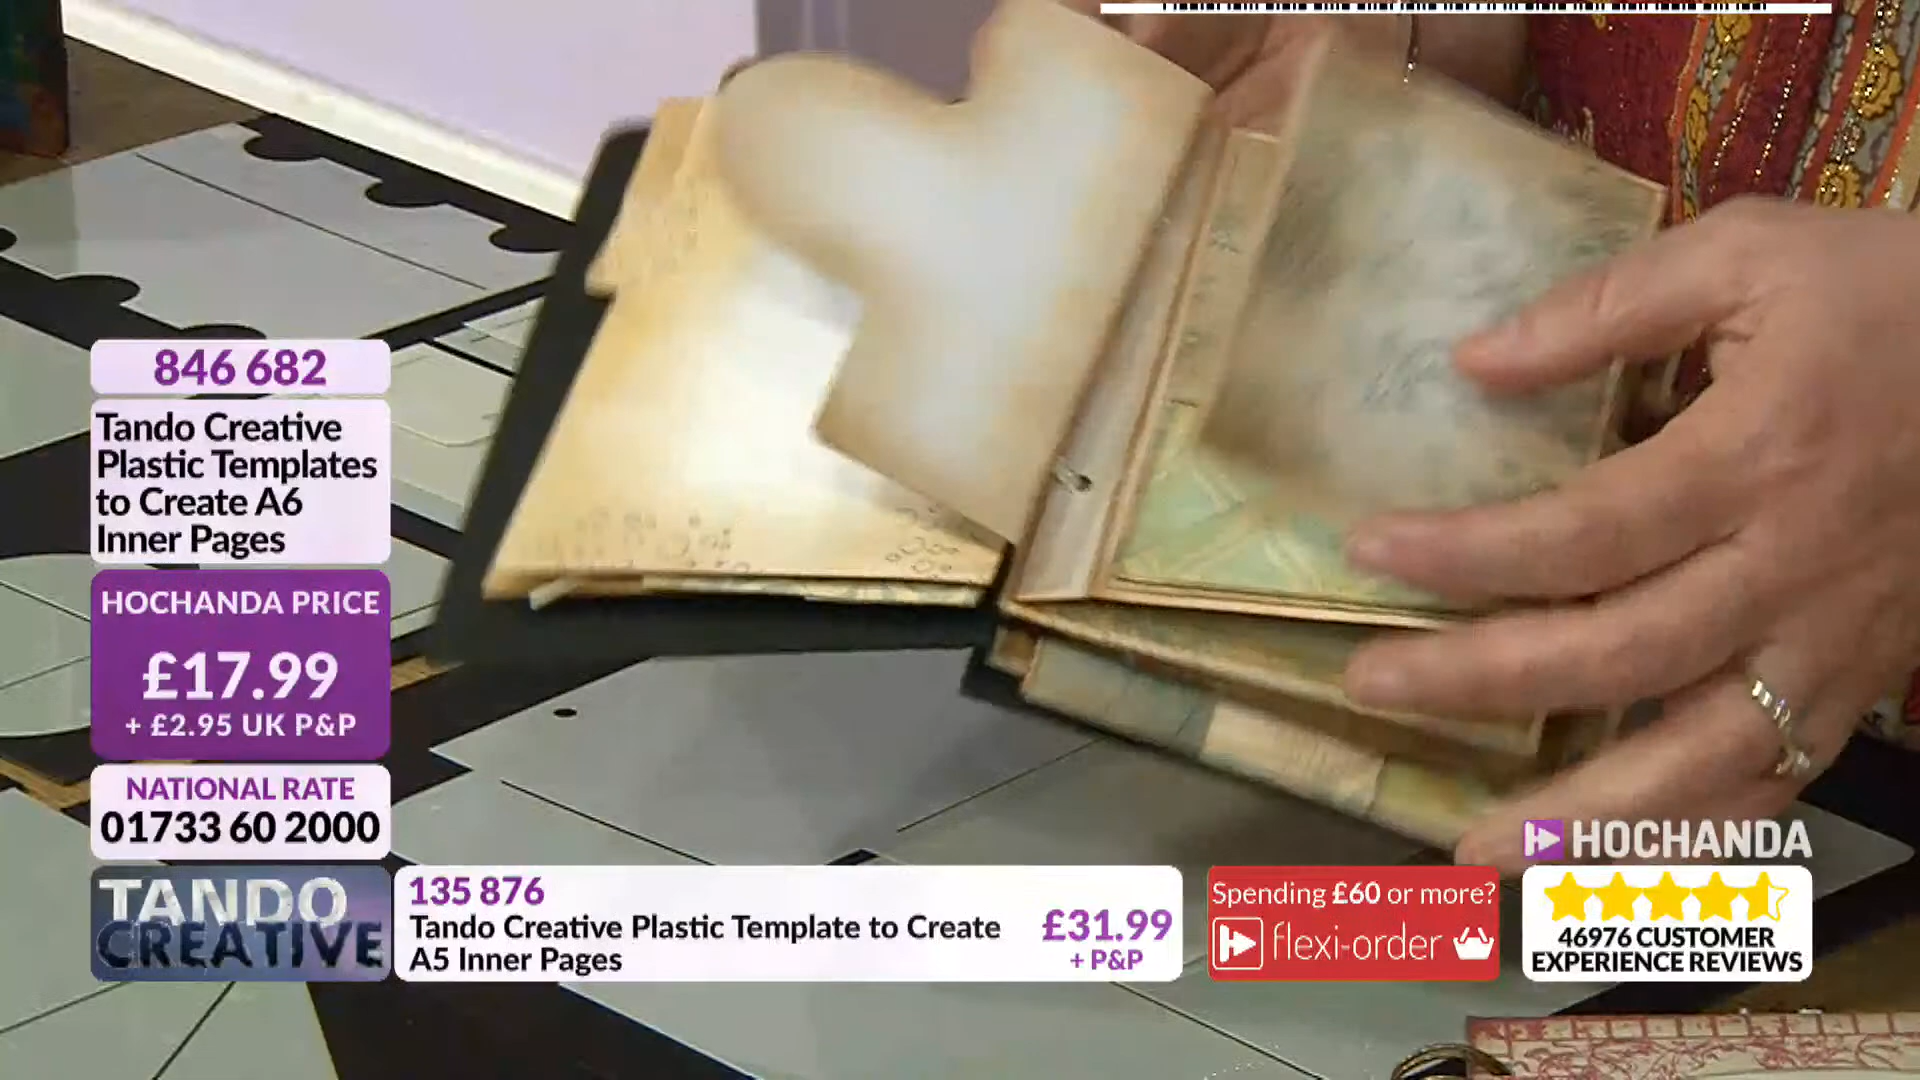 846 682
Tando Creative
Plastic Templates
to Create A6
Inner Pages
HOCHANDA PRICE
£17.99
+ £2.95 UK P&P
NATIONAL RATE
01733 60 2000
TANDO
CREATIVE
135 876
Tando Creative Plastic Template to Create
A5 Inner Pages
£31.99
+ P&P
Spending £60 or more?
flexi-order
HOCHANDA
46976 CUSTOMER
EXPERIENCE REVIEWS